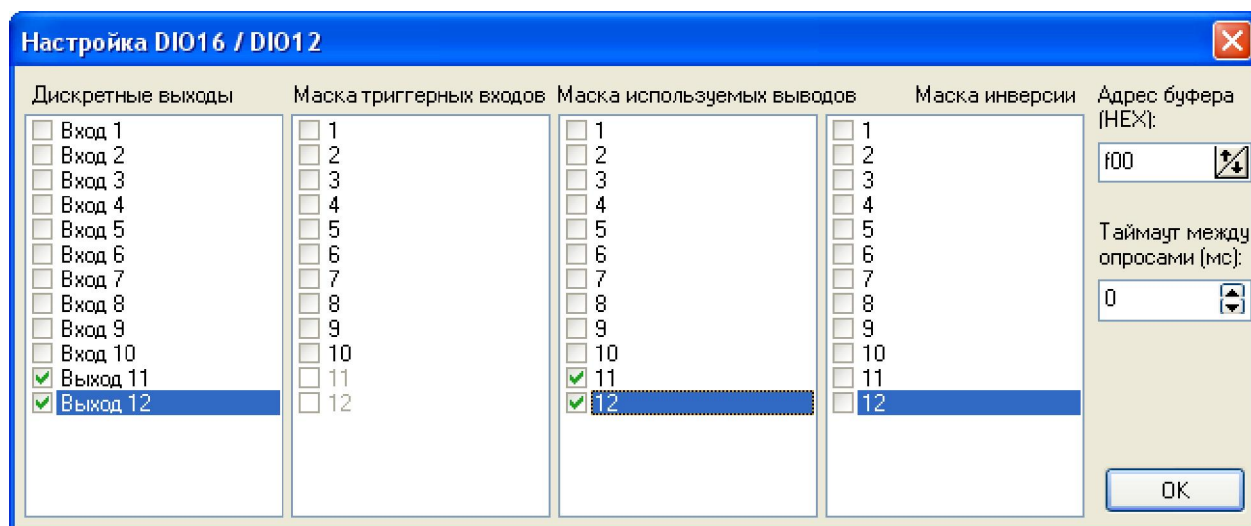 Настройка DIO16 / DIO12
Дискретные выходы
Вход 1
Вход 2
Вход 3
Вход 4
Вход 5
Вход 6
Вход 7
Вход 8
Вход 9
Вход 10
Выход 11
Выход 12
Маска триггерных входов
1
2
3
4
5
6
7
8
9
10
11
12
Маска используемых выводов
1
2
3
4
5
6
7
8
9
10
11
12
Маска инверсии
1
2
3
4
5
6
7
8
9
10
11
12
Адрес буфера
(HEX):
f00
Таймаут между
опросами (мс):
0
OK